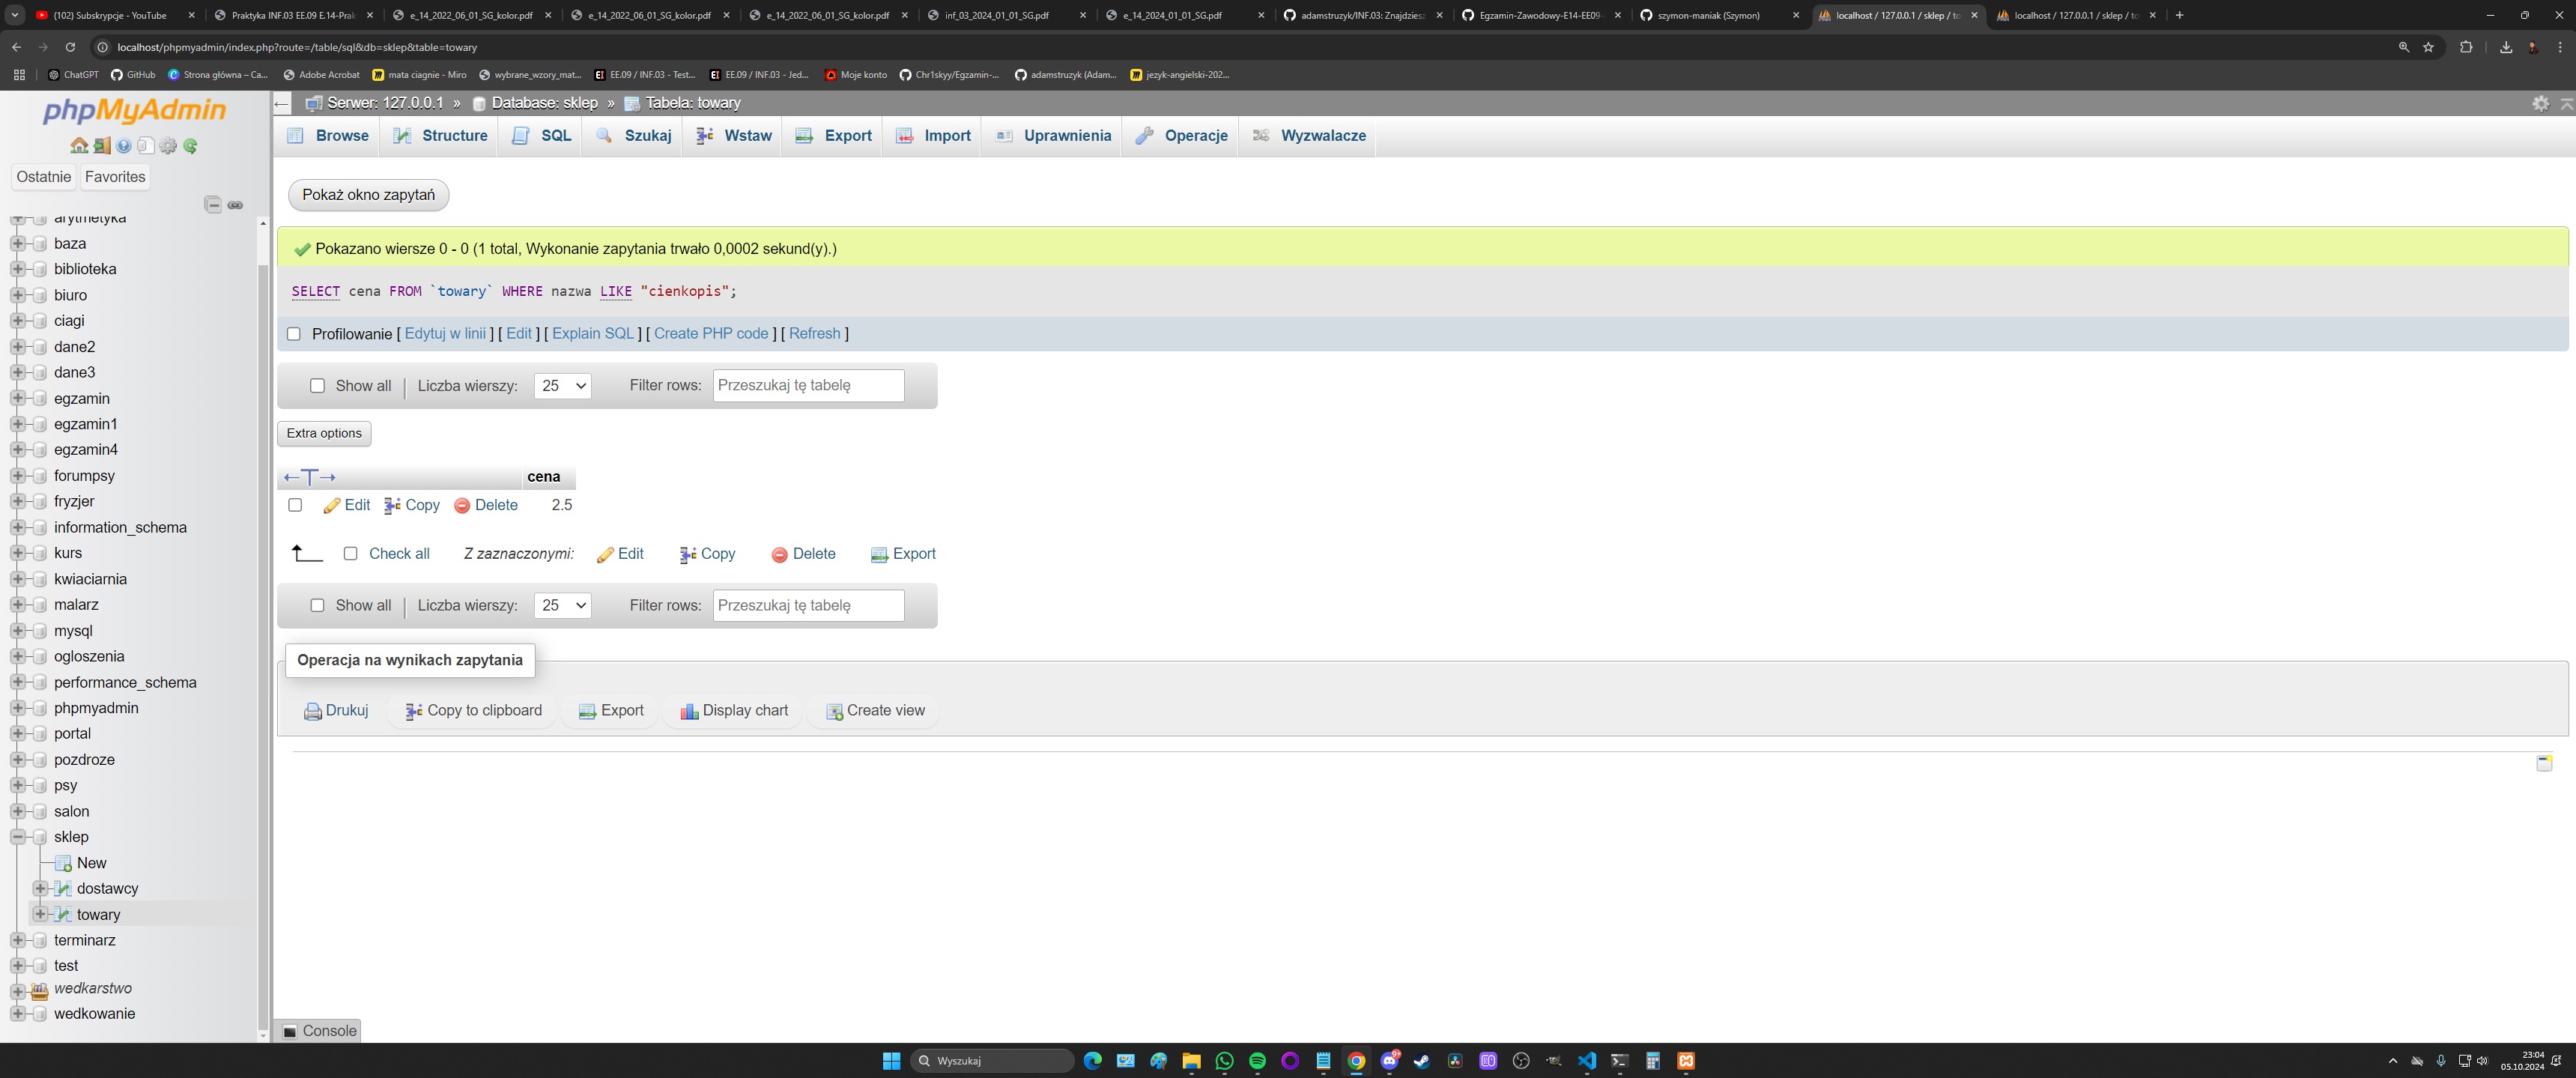 (102) Subskrypcje - YouTube
Praktyka INF.03 EE.09 E.14-Prak
e_14_2022_06_01_SG_kolor.pdf
e_14_2022_06_01_SG_kolor.pdf
e_14_2022_06_01_SG_kolor.pdf
inf_03_2024_01_01_SG.pdf
e_14_2024_01_01_SG.pdf
adamstruzyk/INF.03: Znajdziesz
Egzamin-Zawodowy-E14-EE09-
szymon-maniak (Szymon)
localhost / 127.0.0.1 / sklep / to
localhost / 127.0.0.1 / sklep / to
localhost/phpmyadmin/index.php?route=/table/sql&db=sklep&table=towary
ChatGPT
GitHub
Strona główna – Ca...
Adobe Acrobat
mata ciagnie - Miro
wybrane_wzory_mat...
EE.09 / INF.03 - Test...
EE.09 / INF.03 - Jed...
Moje konto
Chr1skyy/Egzamin-...
adamstruzyk (Adam...
jezyk-angielski-202...
phpMyAdmin
Ostatnie Favorites
arytmetyka
baza
biblioteka
biuro
ciagi
dane2
dane3
egzamin
egzamin1
egzamin4
forumpsy
fryzjer
information_schema
kurs
kwiaciarnia
malarz
mysql
ogloszenia
performance_schema
phpmyadmin
portal
pozdroze
psy
salon
sklep
New
dostawcy
towary
terminarz
test
wedkarstwo
wedkowanie
Serwer: 127.0.0.1 » Database: sklep » Tabela: towary
Browse Structure SQL Szukaj Wstaw Export Import Uprawnienia Operacje Wyzwalacze
Pokaż okno zapytań
Pokazano wiersze 0 - 0 (1 total, Wykonanie zapytania trwało 0,0002 sekund(y).)
SELECT cena FROM `towary` WHERE nazwa LIKE "cienkopis";
Profilowanie [ Edytuj w linii ] [ Edit ] [ Explain SQL ] [ Create PHP code ] [ Refresh ]
Show all | Liczba wierszy: 25 Filter rows: Przeszukaj tę tabelę
Extra options
←T→ cena
Edit Copy Delete 2.5
Check all Z zaznaczonymi: Edit Copy Delete Export
Show all | Liczba wierszy: 25 Filter rows: Przeszukaj tę tabelę
Operacja na wynikach zapytania
Drukuj Copy to clipboard Export Display chart Create view
Console
Wyszukaj
23:04
05.10.2024